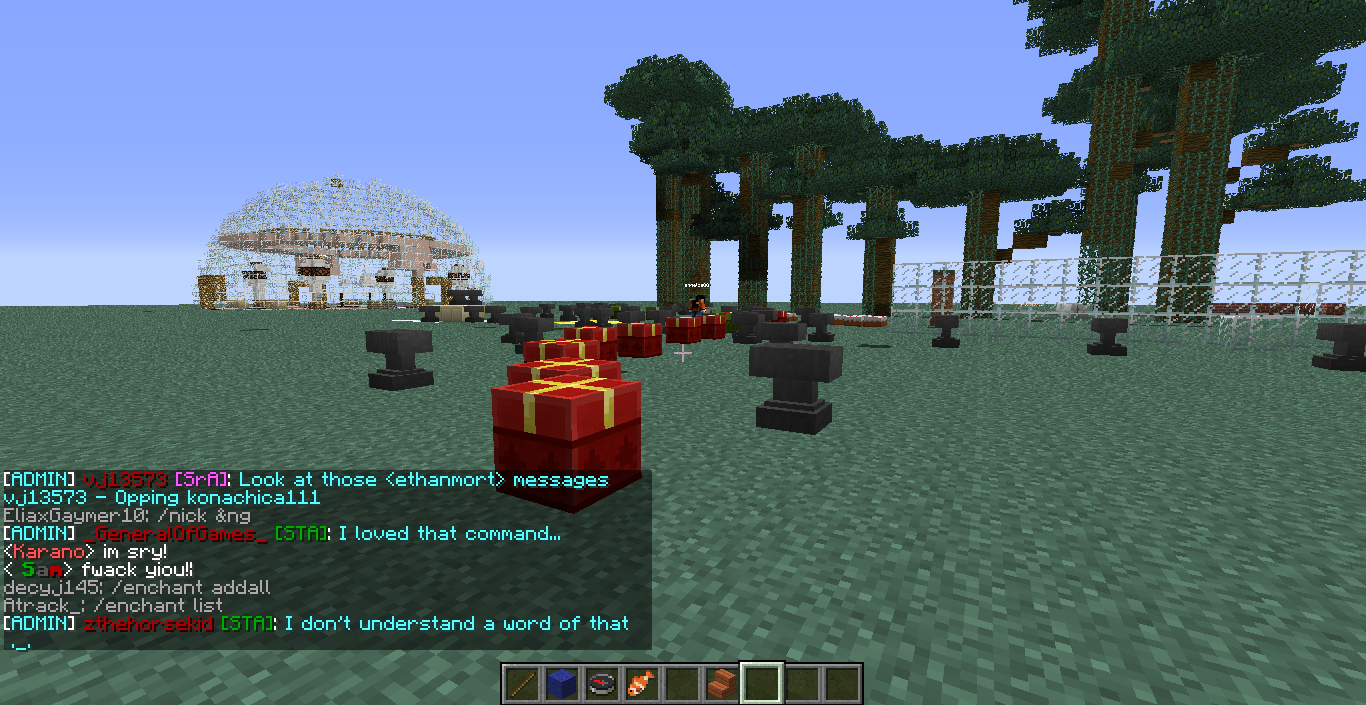 [ADMIN] vj13573 [SrA]: Look at those <ethanmort> messages
vj13573 - Opping konachica111
EliaxGaymer10: /nick &ng
[ADMIN] _GeneralOfGames_ [STA]: I loved that command...
<Karano> im sry!
< Sam> fwack yiou!!
decyj145: /enchant addall
Atrack_: /enchant list
[ADMIN] zthehorsekid [STA]: I don't understand a word of that
._.